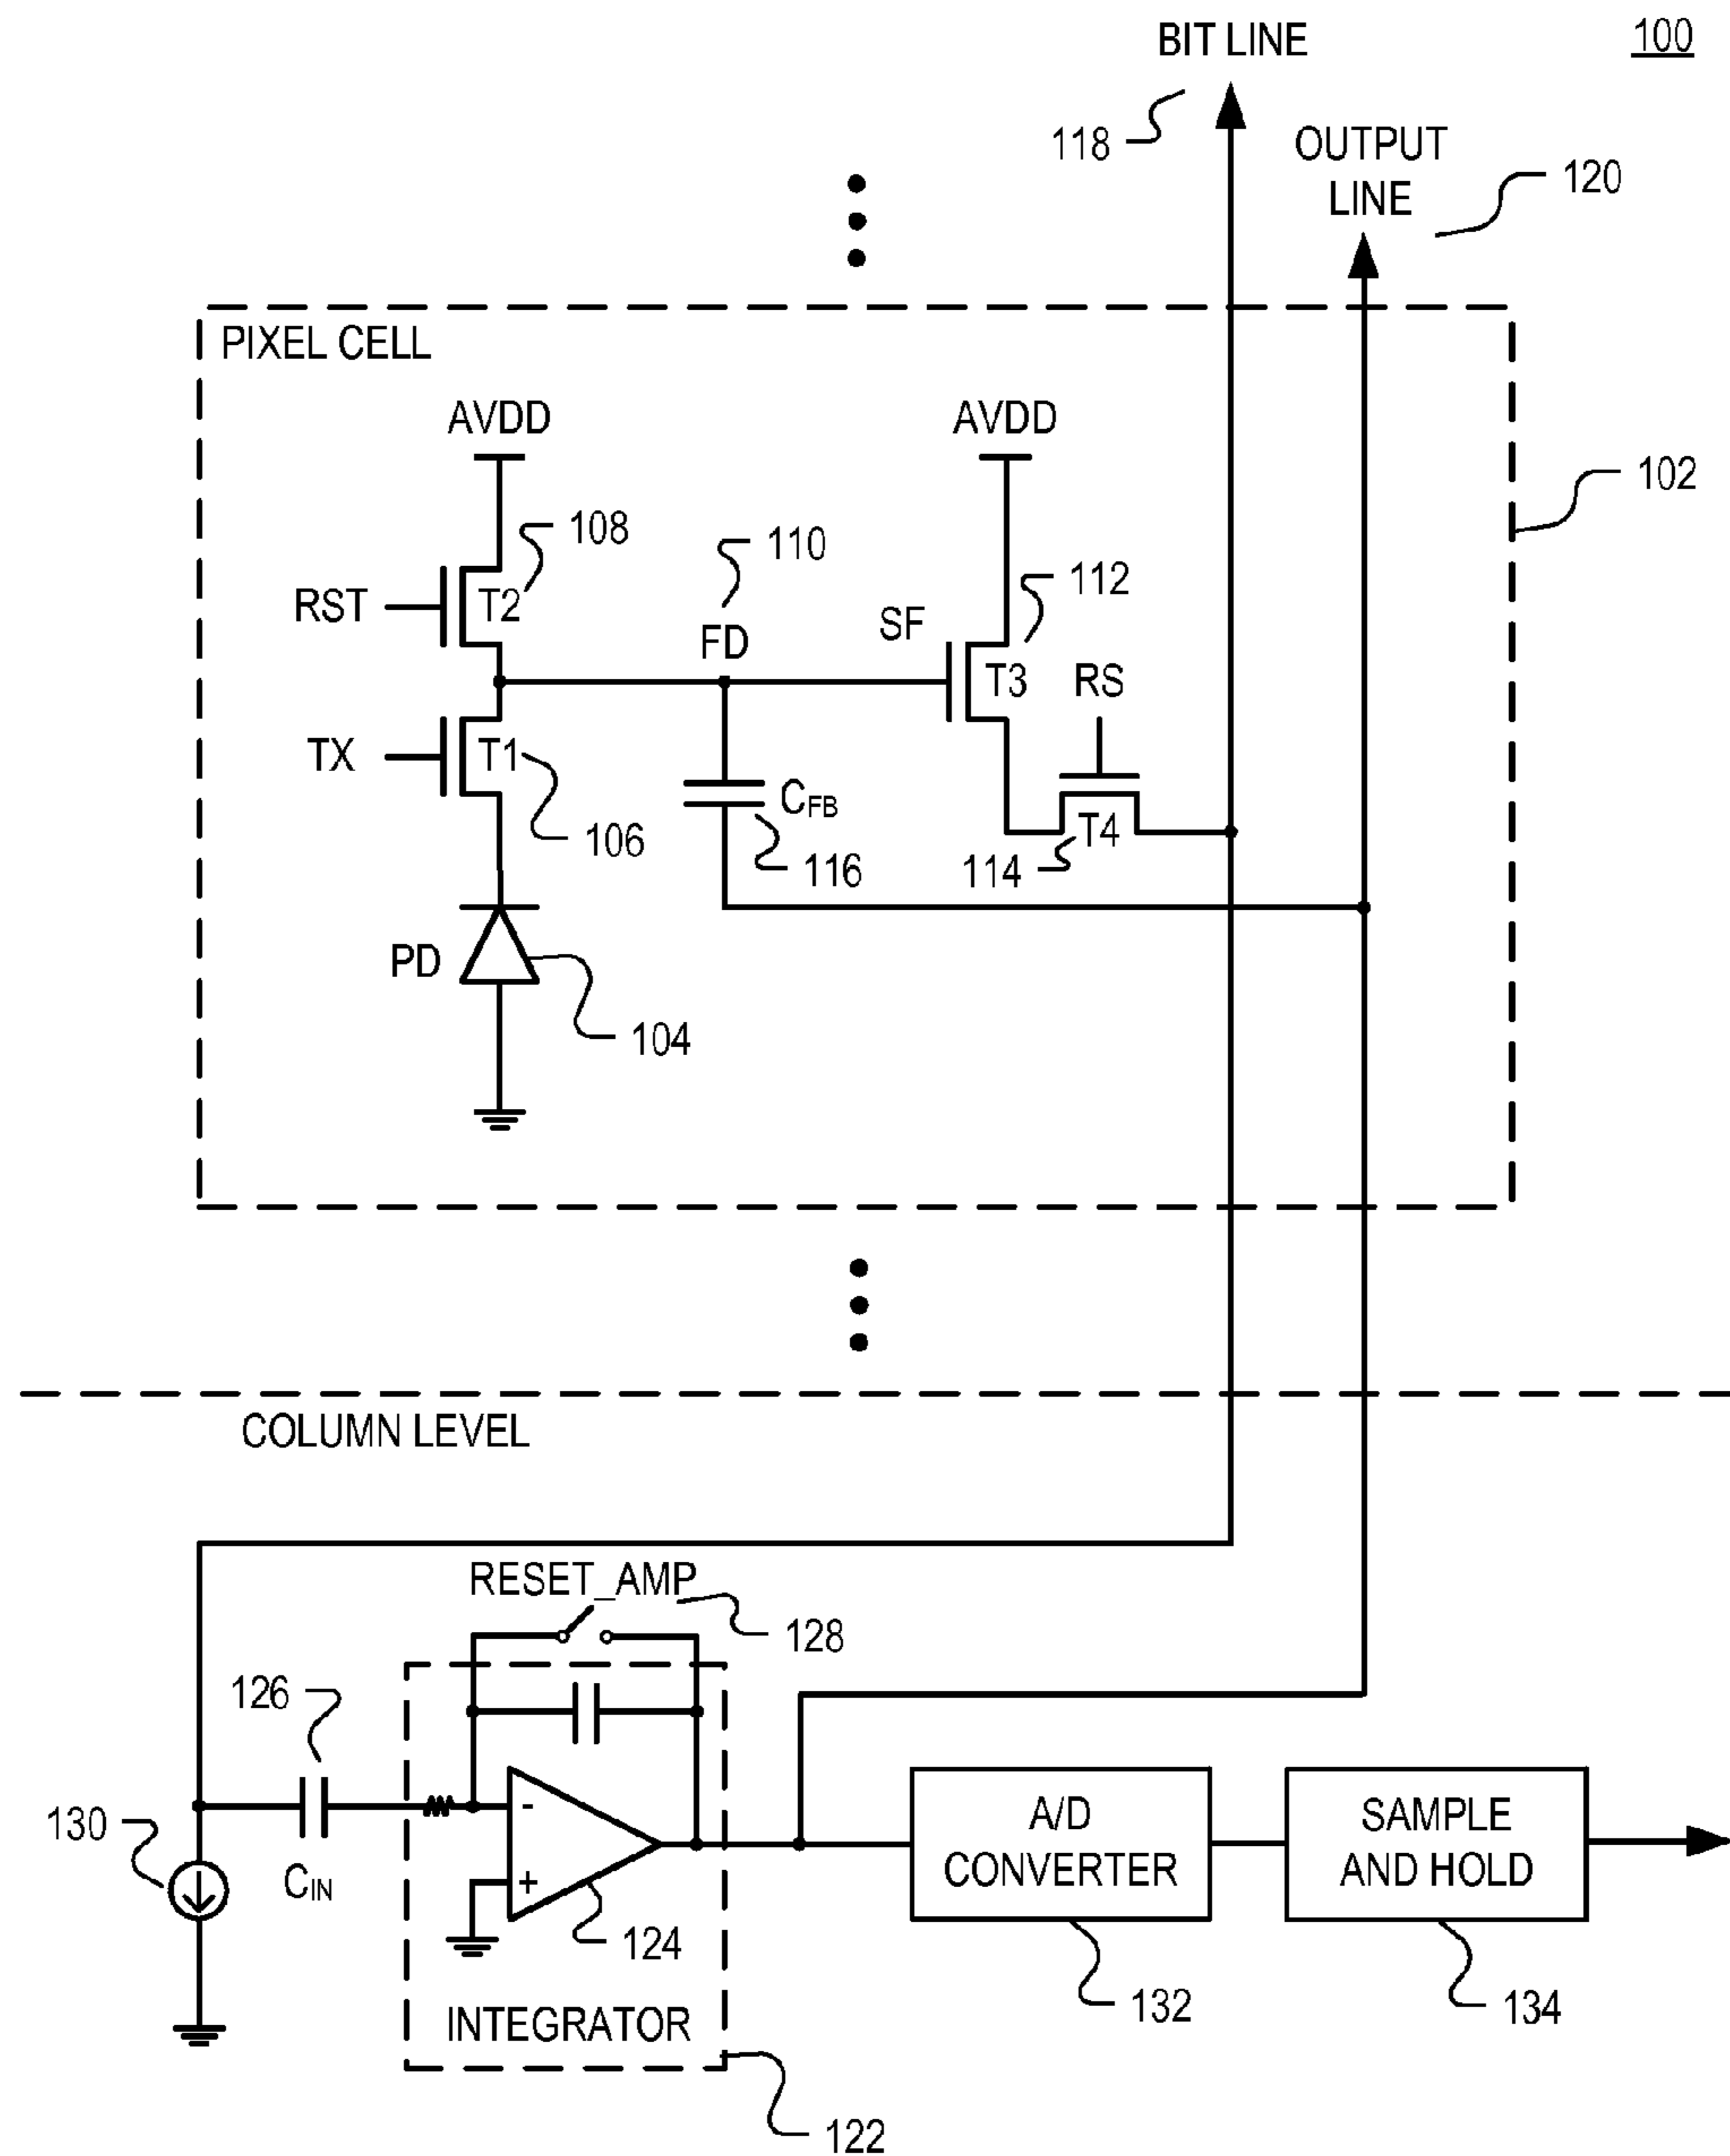 100
BIT LINE
118
OUTPUT
LINE
120
PIXEL CELL
AVDD
AVDD
102
108
110
112
RST
T2
FD
SF
T3
RS
TX
T1
CFB
T4
106
116
114
PD
104
COLUMN LEVEL
RESET_AMP
128
126
130
CIN
-
+
124
A/D
CONVERTER
SAMPLE
AND HOLD
132
134
INTEGRATOR
122